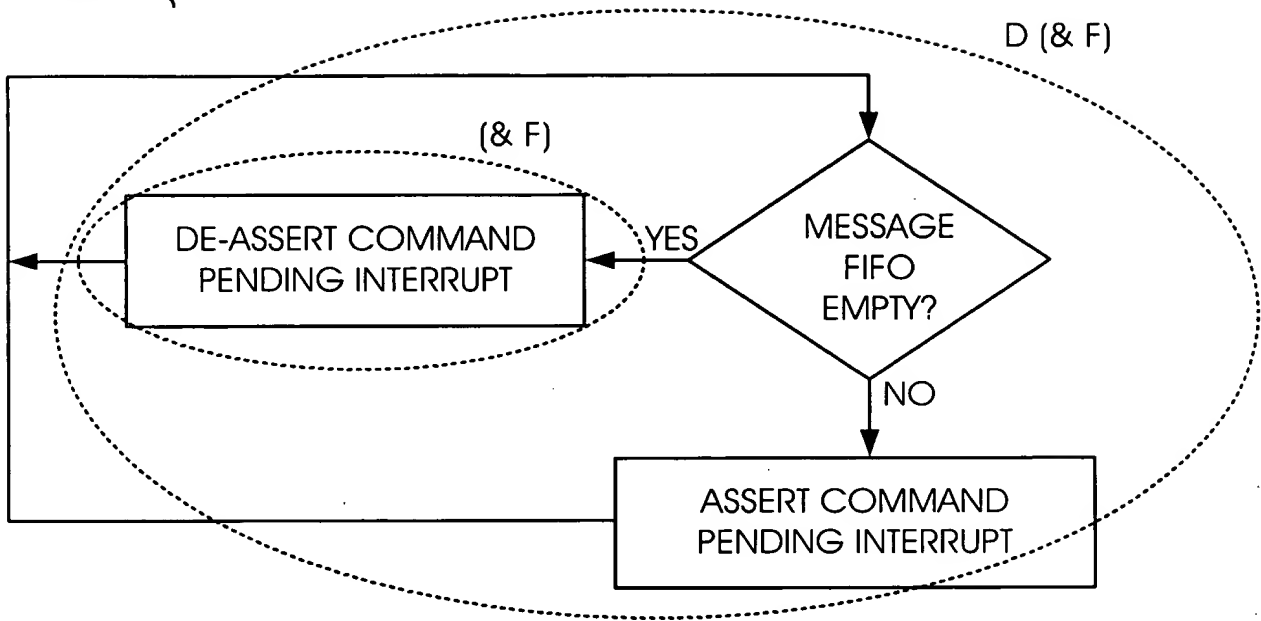 D (& F)
(& F)
DE-ASSERT COMMAND
PENDING INTERRUPT
YES
MESSAGE
FIFO
EMPTY?
NO
ASSERT COMMAND
PENDING INTERRUPT